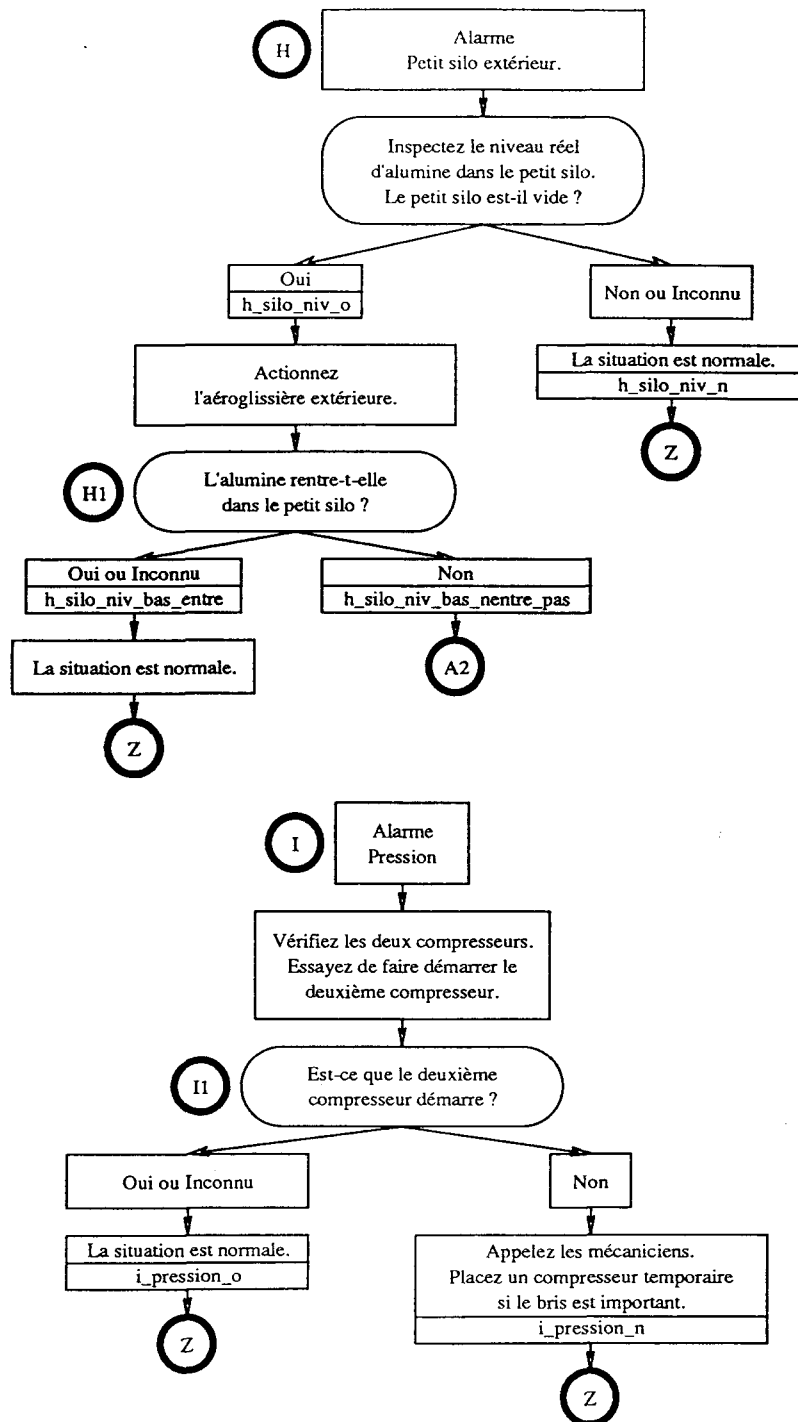 H
Alarme
Petit silo extérieur.
Inspectez le niveau réel
d'alumine dans le petit silo.
Le petit silo est-il vide ?
Oui
h_silo_niv_o
Non ou Inconnu
Actionnez
l'aéroglissière extérieure.
La situation est normale.
h_silo_niv_n
Z
H1
L'alumine rentre-t-elle
dans le petit silo ?
Oui ou Inconnu
h_silo_niv_bas_entre
Non
h_silo_niv_bas_nentre_pas
La situation est normale.
A2
Z
I
Alarme
Pression
Vérifiez les deux compresseurs.
Essayez de faire démarrer le
deuxième compresseur.
I1
Est-ce que le deuxième
compresseur démarre ?
Oui ou Inconnu
Non
La situation est normale.
i_pression_o
Appelez les mécaniciens.
Placez un compresseur temporaire
si le bris est important.
i_pression_n
Z
Z